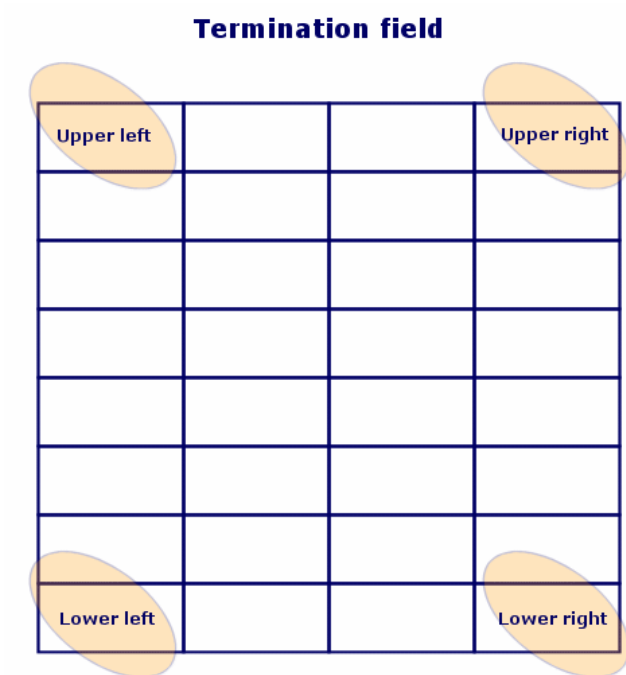 Termination field
Upper left
Upper right
Lower left
Lower right